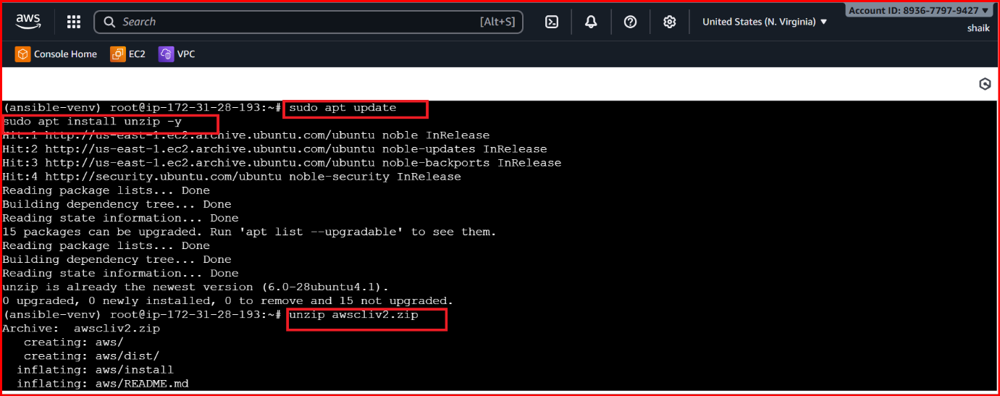 aws
Search
[Alt+S]
United States (N. Virginia) ▼
Account ID: 8936-7797-9427 ▼
shaik
Console Home
EC2
VPC
(ansible-venv) root@ip-172-31-28-193:~# sudo apt update
sudo apt install unzip -y
Hit:1 http://us-east-1.ec2.archive.ubuntu.com/ubuntu noble InRelease
Hit:2 http://us-east-1.ec2.archive.ubuntu.com/ubuntu noble-updates InRelease
Hit:3 http://us-east-1.ec2.archive.ubuntu.com/ubuntu noble-backports InRelease
Hit:4 http://security.ubuntu.com/ubuntu noble-security InRelease
Reading package lists... Done
Building dependency tree... Done
Reading state information... Done
15 packages can be upgraded. Run 'apt list --upgradable' to see them.
Reading package lists... Done
Building dependency tree... Done
Reading state information... Done
unzip is already the newest version (6.0-28ubuntu4.1).
0 upgraded, 0 newly installed, 0 to remove and 15 not upgraded.
(ansible-venv) root@ip-172-31-28-193:~# unzip awscliv2.zip
Archive:  awscliv2.zip
   creating: aws/
   creating: aws/dist/
  inflating: aws/install
  inflating: aws/README.md